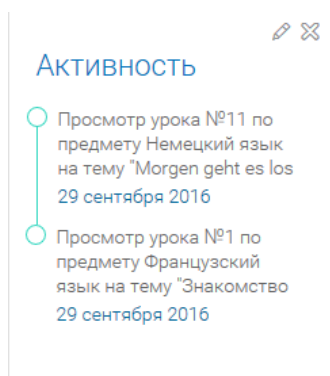 Активность
Просмотр урока №11 по
предмету Немецкий язык
на тему "Morgen geht es los
29 сентября 2016
Просмотр урока №1 по
предмету Французский
язык на тему "Знакомство
29 сентября 2016